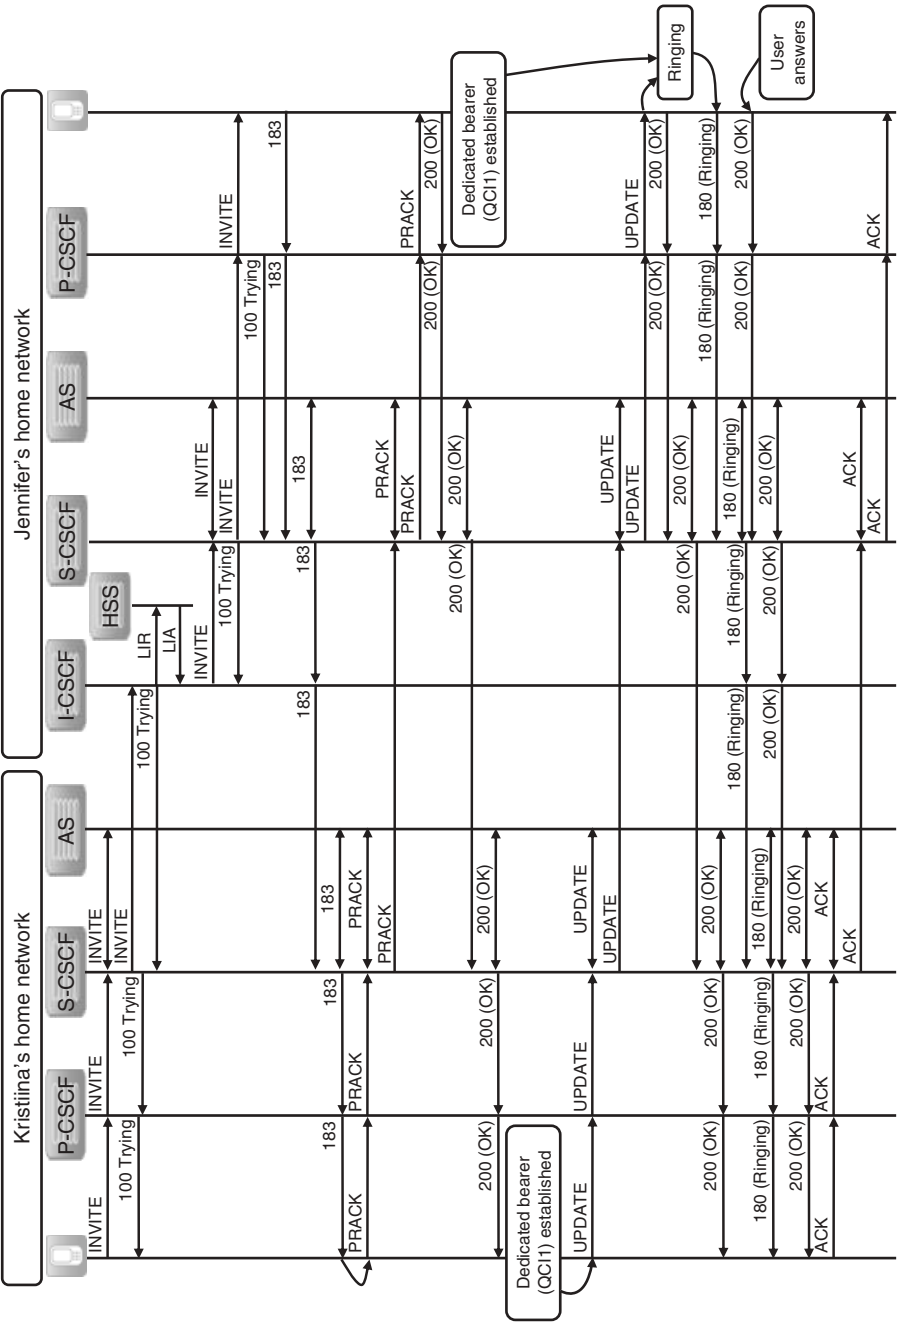 Kristiina's home network
Jennifer's home network
P-CSCF
S-CSCF
AS
I-CSCF
HSS
S-CSCF
AS
P-CSCF
INVITE
INVITE
INVITE
INVITE
100 Trying
100 Trying
100 Trying
LIR
LIA
INVITE
INVITE
100 Trying
INVITE
INVITE
100 Trying
183
183
183
183
183
183
183
183
PRACK
PRACK
PRACK
PRACK
PRACK
PRACK
PRACK
200 (OK)
200 (OK)
200 (OK)
200 (OK)
Dedicated bearer
(QCI1) established
200 (OK)
200 (OK)
200 (OK)
Dedicated bearer
(QCI1) established
UPDATE
UPDATE
UPDATE
UPDATE
UPDATE
UPDATE
UPDATE
200 (OK)
200 (OK)
Ringing
200 (OK)
200 (OK)
200 (OK)
200 (OK)
200 (OK)
180 (Ringing)
180 (Ringing)
180 (Ringing)
180 (Ringing)
180 (Ringing)
200 (OK)
200 (OK)
180 (Ringing)
180 (Ringing)
180 (Ringing)
200 (OK)
200 (OK)
200 (OK)
User
answers
200 (OK)
200 (OK)
200 (OK)
ACK
ACK
ACK
ACK
ACK
ACK
ACK